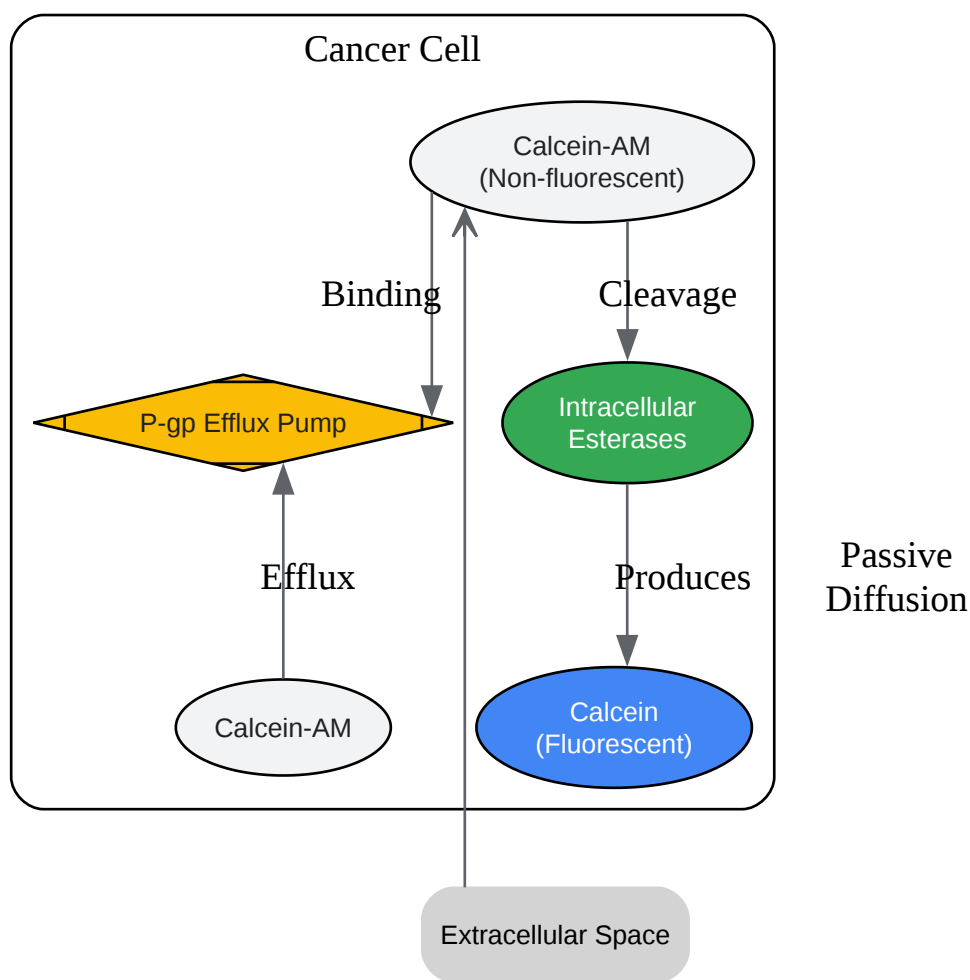 Cancer Cell
Calcein-AM
(Non-fluorescent)
Binding
Cleavage
P-gp Efflux Pump
Intracellular
Esterases
Efflux
Produces
Passive
Diffusion
Calcein-AM
Calcein
(Fluorescent)
Extracellular Space